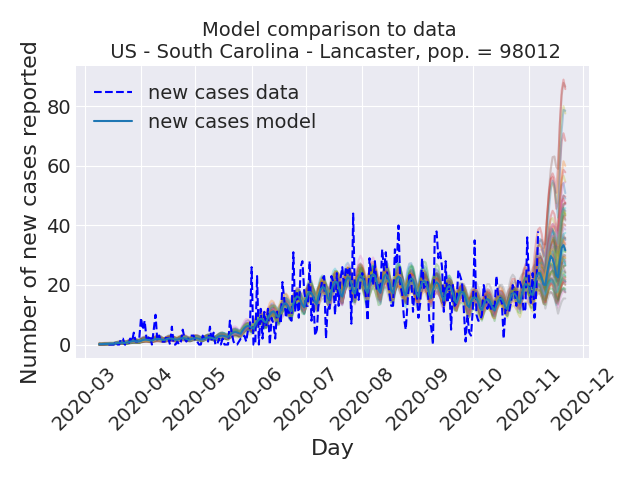 Model comparison to data
US - South Carolina - Lancaster, pop. = 98012
new cases data
new cases model
Number of new cases reported
80
60
40
20
0
2020-03
2020-04
2020-05
2020-06
2020-07
2020-08
2020-09
2020-10
2020-11
2020-12
Day